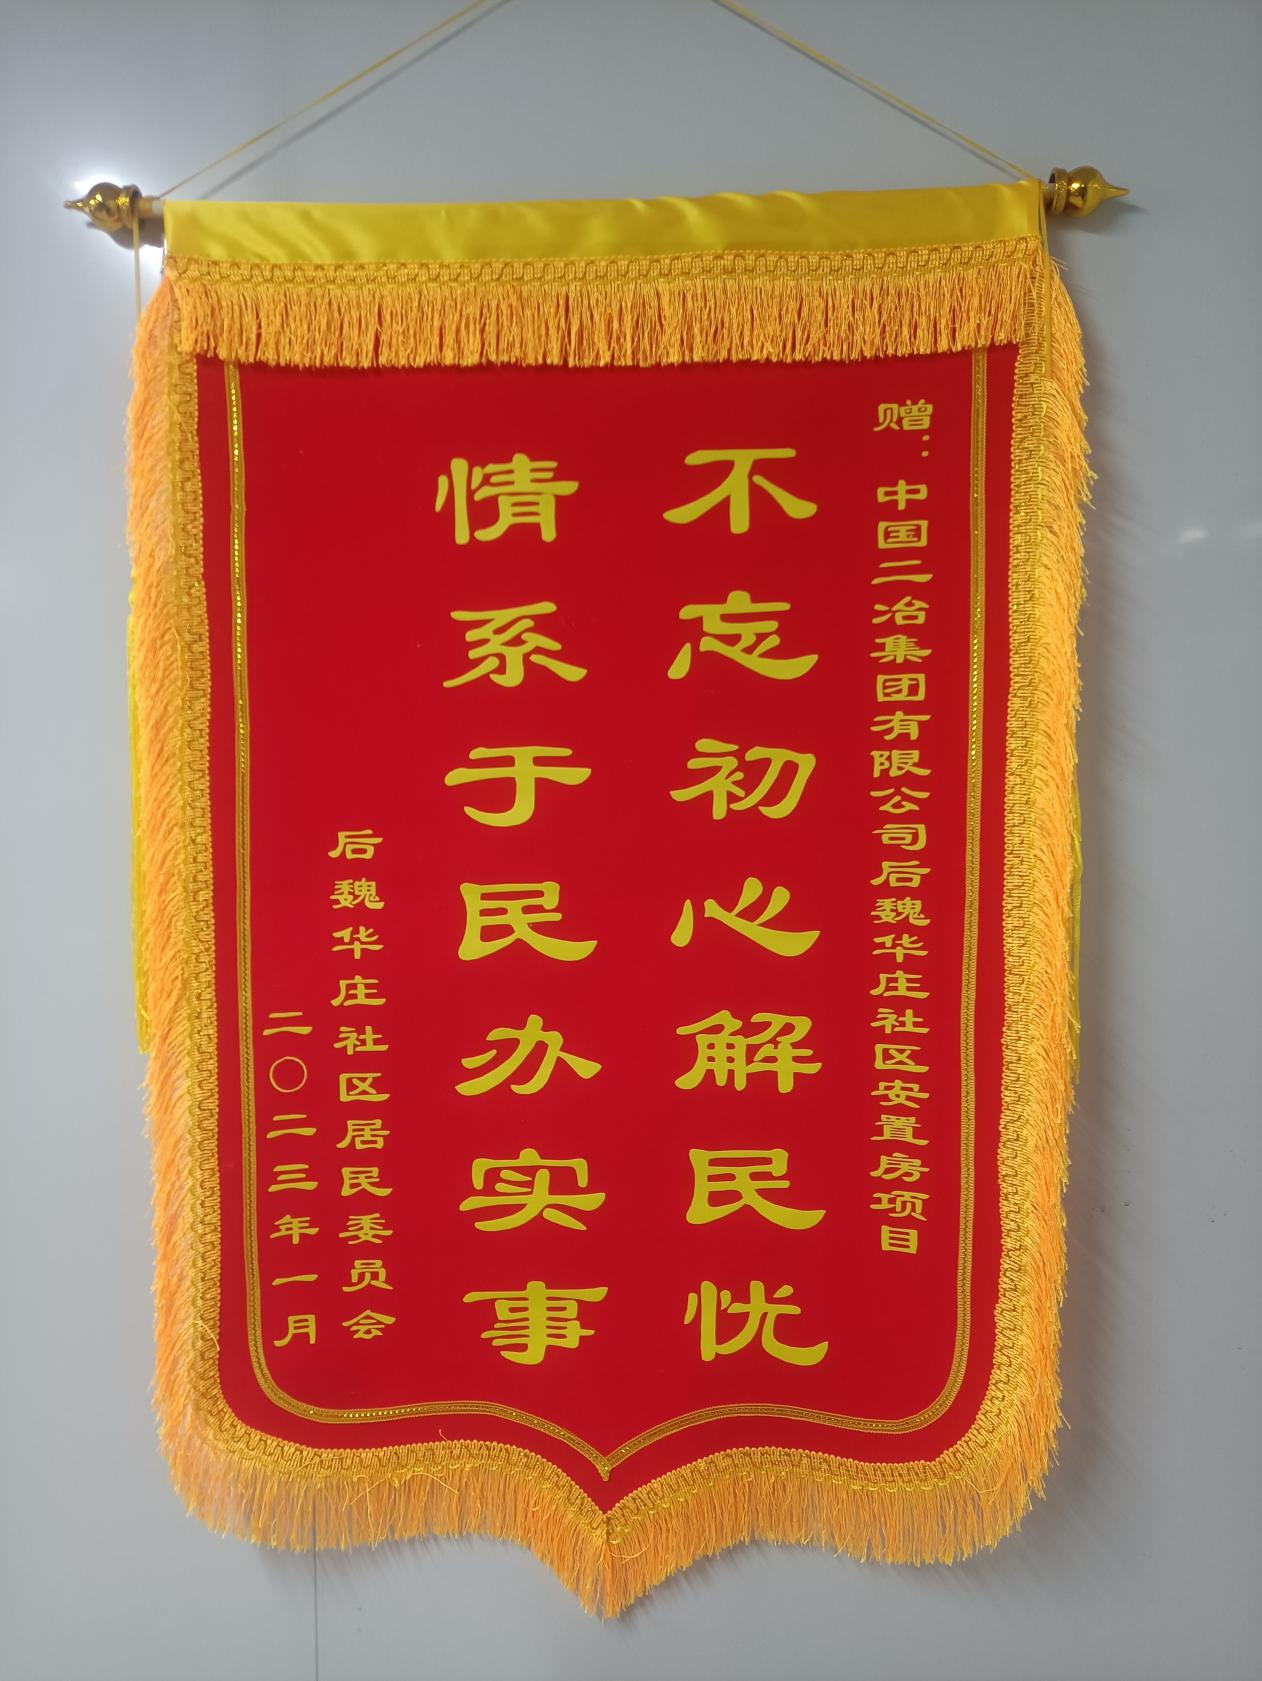 赠：中国二冶集团有限公司后魏华庄社区安置房项目
不忘初心解民忧
情系于民办实事
后魏华庄社区居民委员会
二〇二三年一月